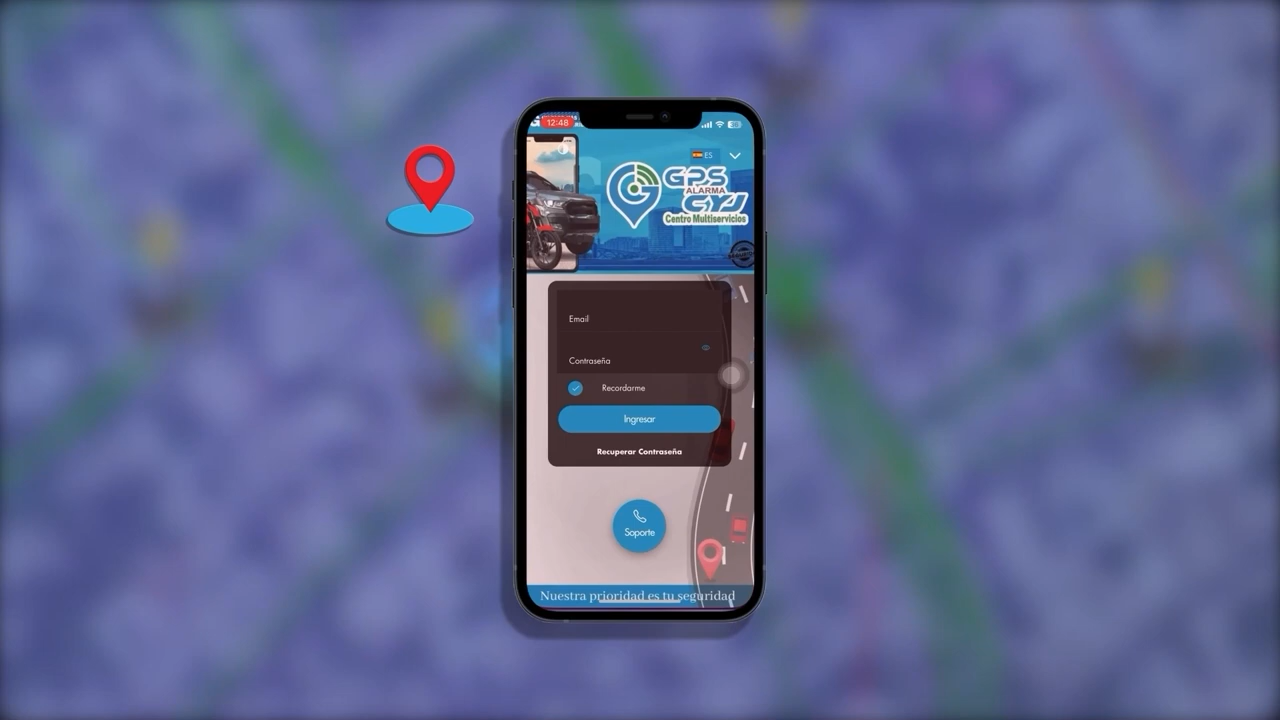 12:48
ES
GPS
ALARMA
CYJ
Centro Multiservicios
Email
Contraseña
Recordarme
Ingresar
Recuperar Contraseña
Soporte
Nuestra prioridad es tu seguridad